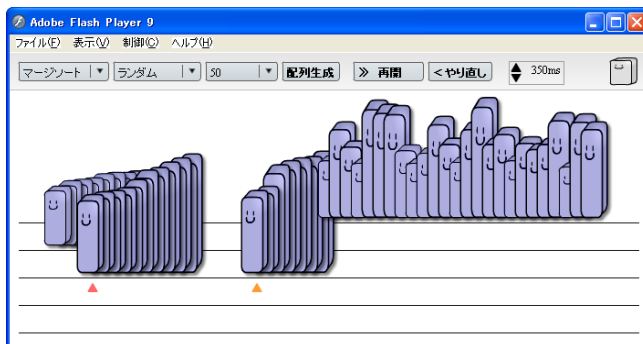 Adobe Flash Player 9
ファイル(F) 表示(V) 制御(C) ヘルプ(H)
マージソート ランダム 50 配列生成 ≫ 再開 <やり直し 350ms